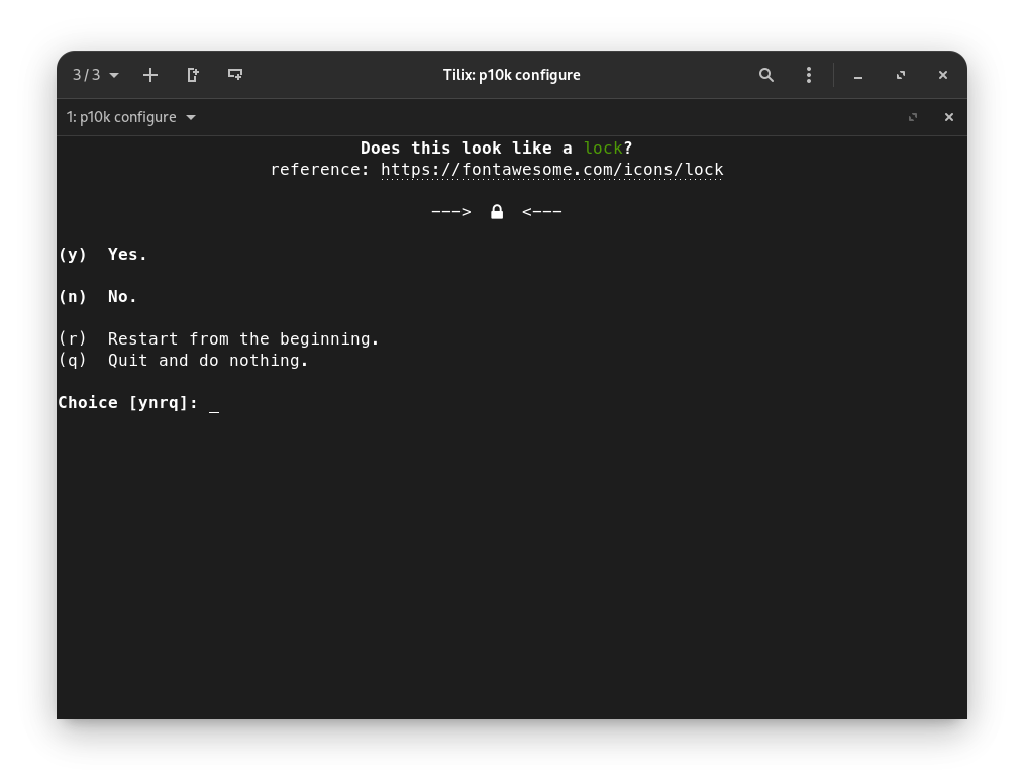 3 / 3
Tilix: p10k configure
1: p10k configure
Does this look like a lock?
reference: https://fontawesome.com/icons/lock
---> 🔒 <---
(y) Yes.
(n) No.
(r) Restart from the beginning.
(q) Quit and do nothing.
Choice [ynrq]: _